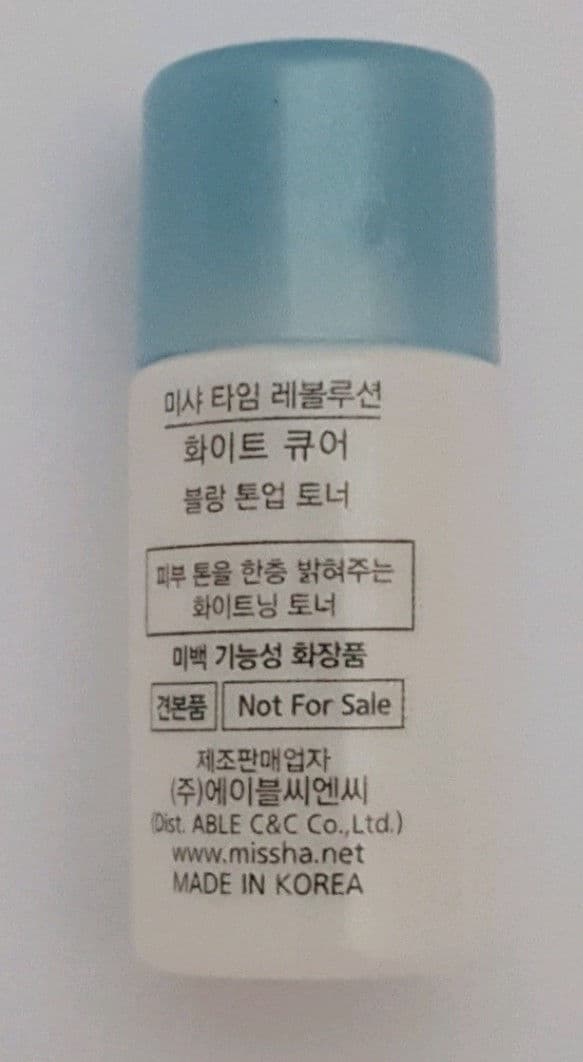 미샤 타임 레볼루션
화이트 큐어
블랑 톤업 토너
피부 톤을 한층 밝혀주는
화이트닝 토너
미백 기능성 화장품
견본품 Not For Sale
제조판매업자
(주)에이블씨엔씨
(Dist. ABLE C&C Co.,Ltd.)
www.missha.net
MADE IN KOREA